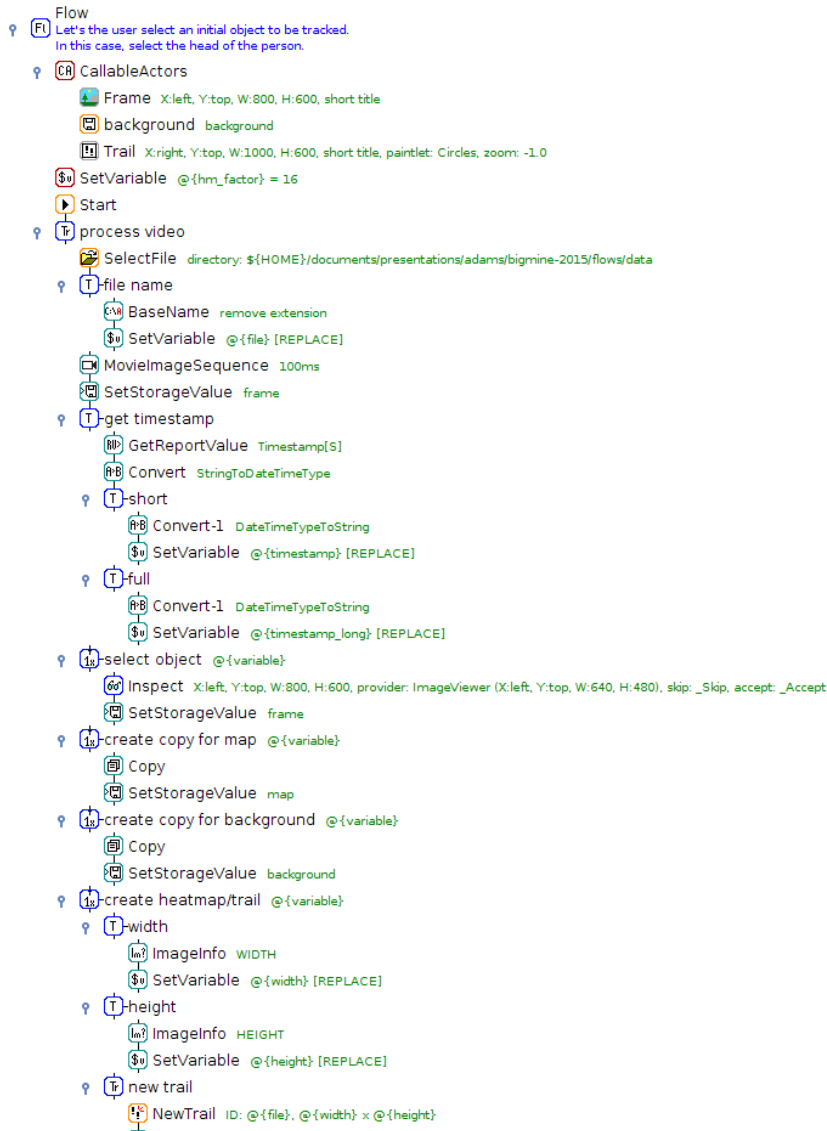 Flow
Let's the user select an initial object to be tracked.
In this case, select the head of the person.
CallableActors
Frame X:left, Y:top, W:800, H:600, short title
background background
Trail X:right, Y:top, W:1000, H:600, short title, paintlet: Circles, zoom: -1.0
SetVariable @{hm_factor} = 16
Start
process video
SelectFile directory: ${HOME}/documents/presentations/adams/bigmine-2015/flows/data
file name
BaseName remove extension
SetVariable @{file} [REPLACE]
MovieImageSequence 100ms
SetStorageValue frame
get timestamp
GetReportValue Timestamp[S]
Convert StringToDateTimeType
short
Convert-1 DateTimeTypeToString
SetVariable @{timestamp} [REPLACE]
full
Convert-1 DateTimeTypeToString
SetVariable @{timestamp_long} [REPLACE]
select object @{variable}
Inspect X:left, Y:top, W:800, H:600, provider: ImageViewer (X:left, Y:top, W:640, H:480), skip: _Skip, accept: _Accept
SetStorageValue frame
create copy for map @{variable}
Copy
SetStorageValue map
create copy for background @{variable}
Copy
SetStorageValue background
create heatmap/trail @{variable}
width
ImageInfo WIDTH
SetVariable @{width} [REPLACE]
height
ImageInfo HEIGHT
SetVariable @{height} [REPLACE]
new trail
NewTrail ID: @{file}, @{width} x @{height}